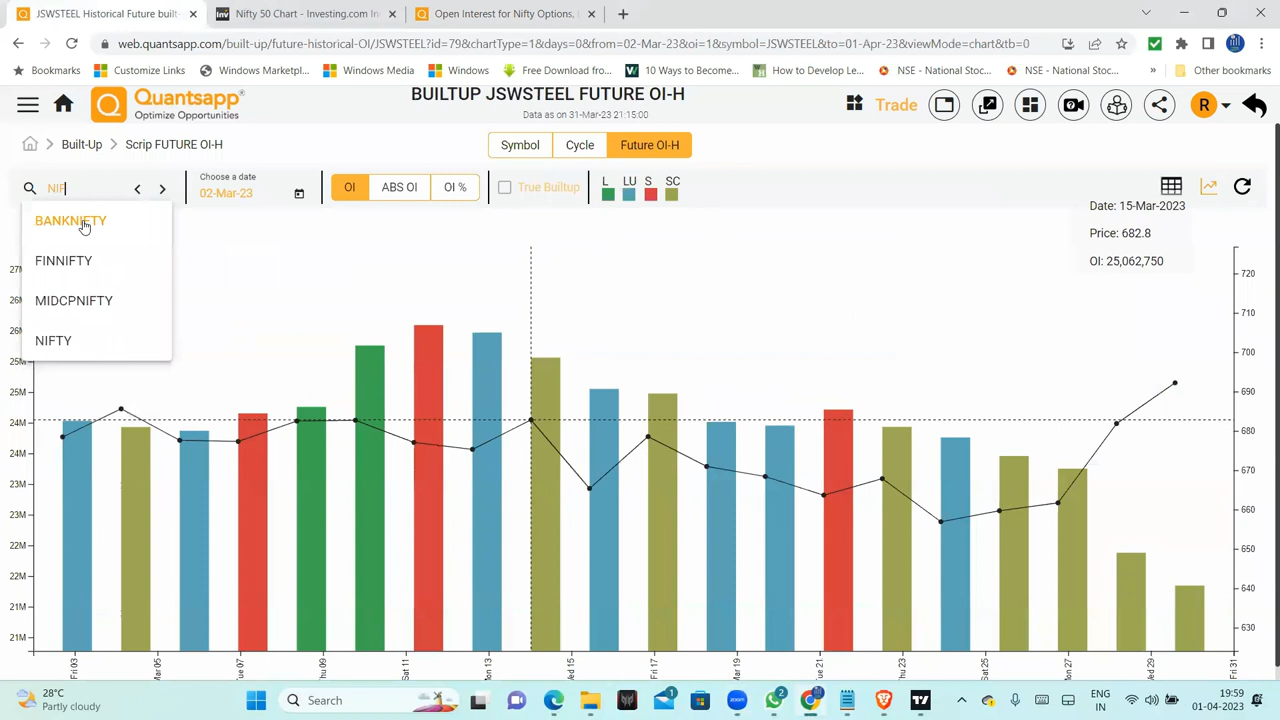 JSWSTEEL Historical Future built-
Nifty 50 Chart - Investing.com In
Open Interest for Nifty Options,
web.quantsapp.com/built-up/future-historical-OI/JSWSTEEL?id=78&chartType=1&days=0&from=02-Mar-23&oi=1&symbol=JSWSTEEL&to=01-Apr-23&viewMode=chart&tb=0
Bookmarks
Customize Links
Windows Marketpl...
Windows Media
Windows
Free Download fro...
10 Ways to Become...
How to Develop Le...
NSE - National Stoc...
NSE - National Stoc...
»
Other bookmarks
Quantsapp
Optimize Opportunities
BUILTUP JSWSTEEL FUTURE OI-H
Data as on 31-Mar-23 21:15:00
Trade
R
Built-Up
Scrip FUTURE OI-H
Symbol
Cycle
Future OI-H
NIF
Choose a date
02-Mar-23
OI
ABS OI
OI %
True Builtup
L LU S SC
BANKNIFTY
FINNIFTY
MIDCPNIFTY
NIFTY
Date: 15-Mar-2023
Price: 682.8
OI: 25,062,750
25M
24M
24M
23M
23M
22M
22M
21M
21M
720
710
700
690
680
670
660
650
640
630
Fri 03
Mar 05
Tue 07
Thu 09
Sat 11
Mon 13
Wed 15
Fri 17
Mar 19
Tue 21
Thu 23
Sat 25
Mon 27
Wed 29
Fri 31
28°C
Partly cloudy
Search
1
zoom
2
ENG
IN
19:59
01-04-2023